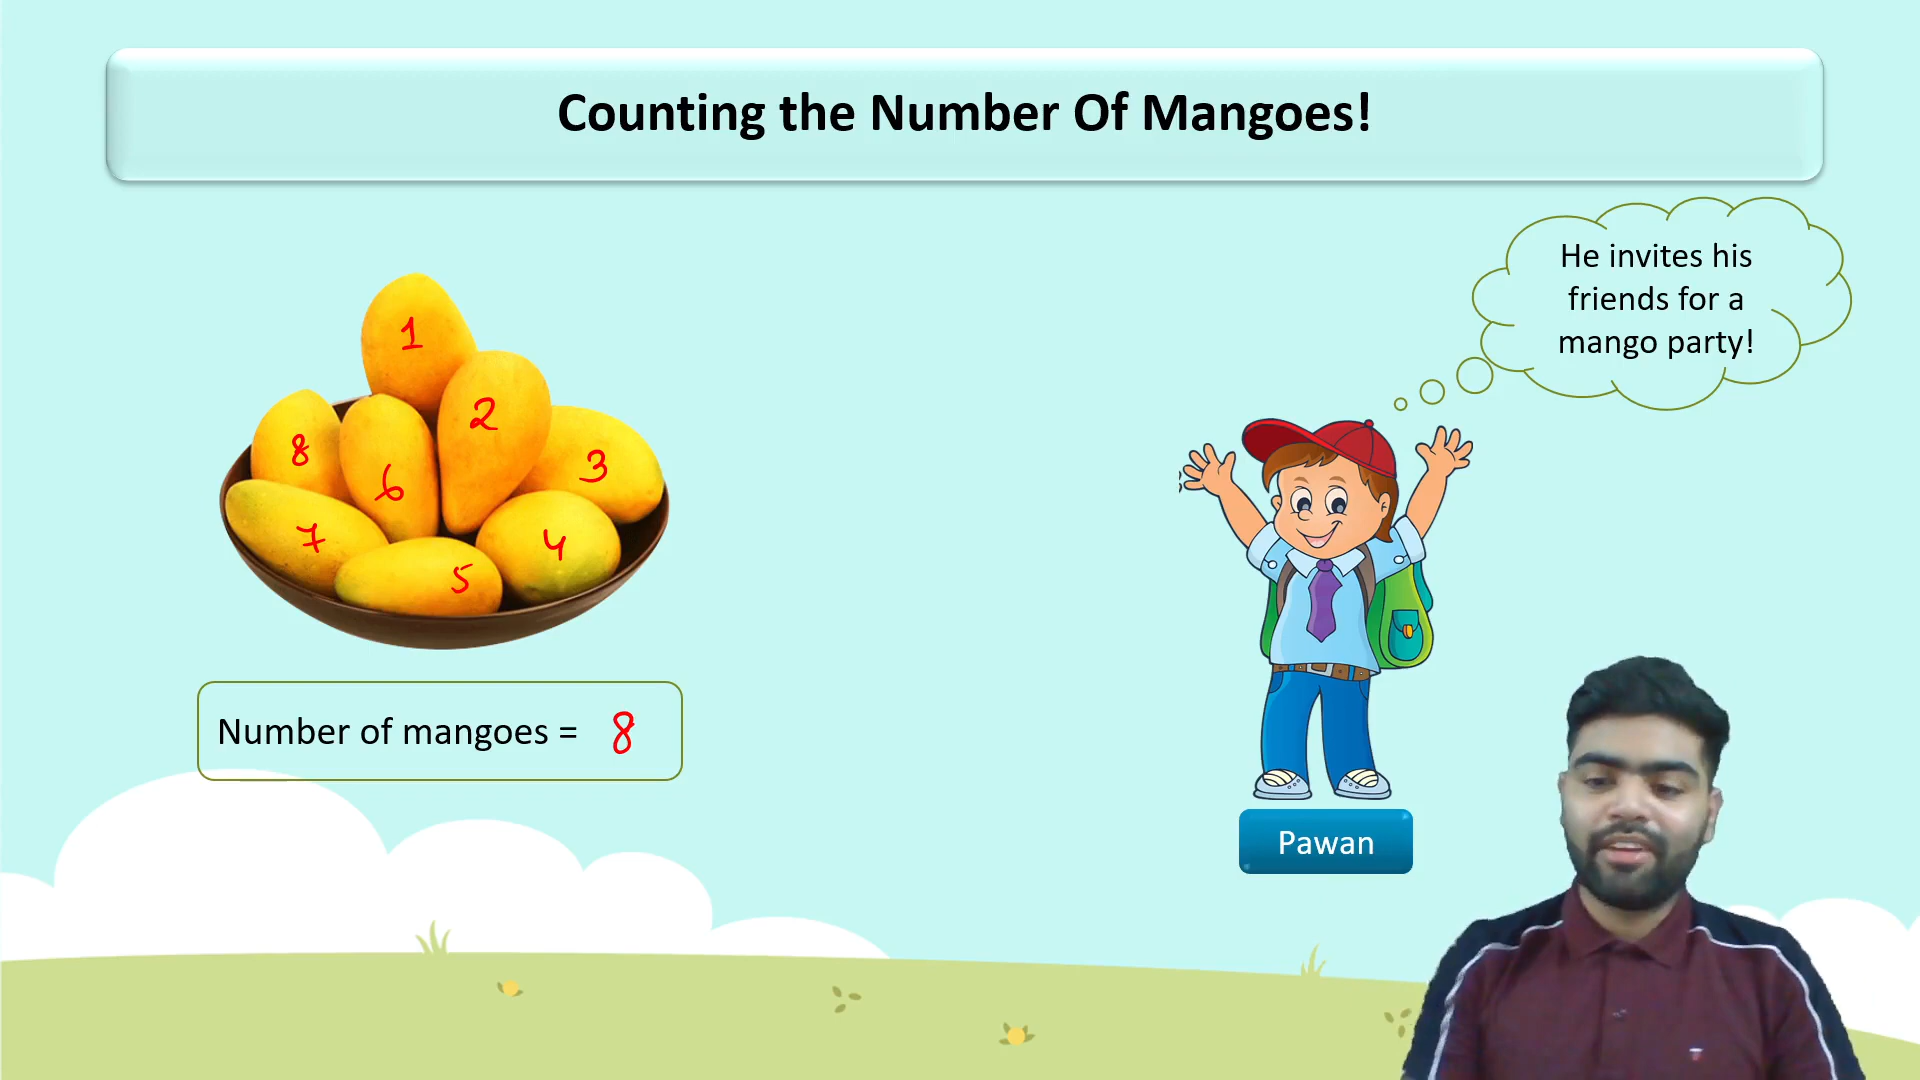 Counting the Number Of Mangoes!
He invites his
friends for a
mango party!
1
2
3
8
6
7
4
5
Number of mangoes = 8
Pawan